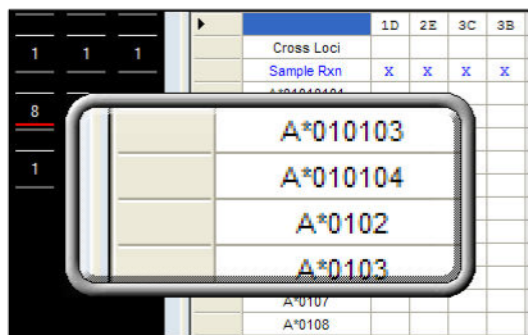 1D 2E 3C 3B
1 1 1
Cross Loci
Sample Rxn X X X X
8
A*010103
A*010104
1
A*0102
A*0103
A*0107
A*0108